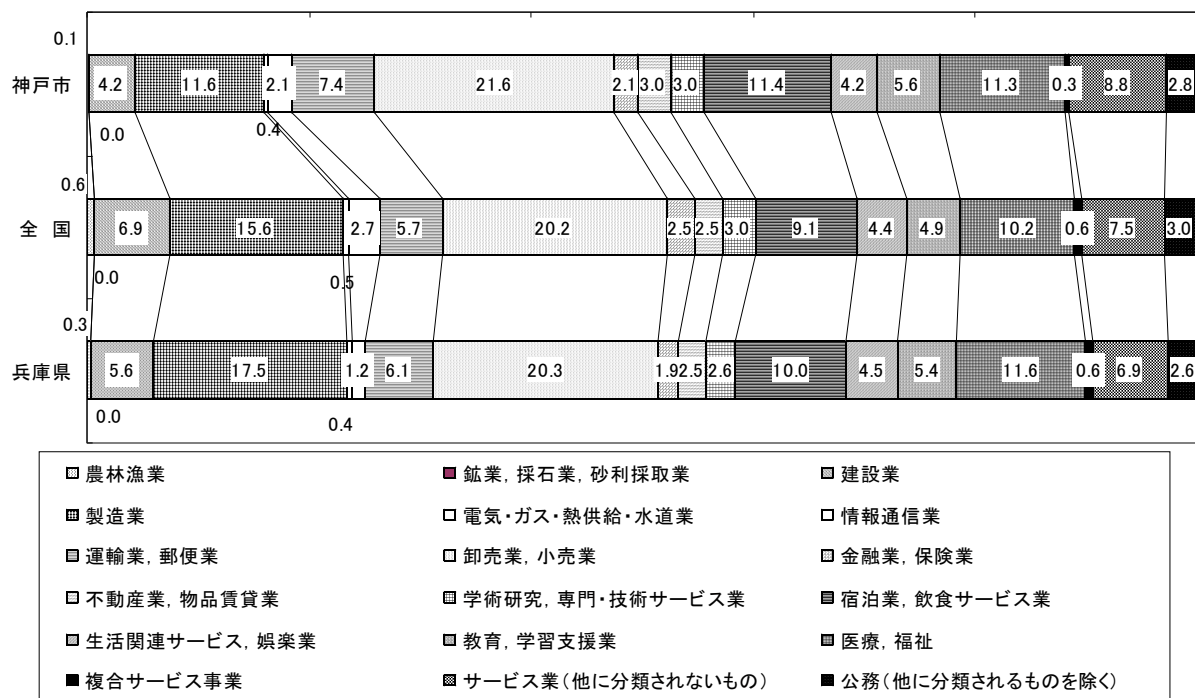 0.1
神戸市 4.2 11.6 2.1 7.4 21.6 2.1 3.0 3.0 11.4 4.2 5.6 11.3 0.3 8.8 2.8
0.0 0.4
0.6
全 国 6.9 15.6 2.7 5.7 20.2 2.5 2.5 3.0 9.1 4.4 4.9 10.2 0.6 7.5 3.0
0.0 0.5
0.3
兵庫県 5.6 17.5 1.2 6.1 20.3 1.9 2.5 2.6 10.0 4.5 5.4 11.6 0.6 6.9 2.6
0.0 0.4
農林漁業 鉱業, 採石業, 砂利採取業 建設業
製造業 電気・ガス・熱供給・水道業 情報通信業
運輸業, 郵便業 卸売業, 小売業 金融業, 保険業
不動産業, 物品賃貸業 学術研究, 専門・技術サービス業 宿泊業, 飲食サービス業
生活関連サービス, 娯楽業 教育, 学習支援業 医療, 福祉
複合サービス事業 サービス業(他に分類されないもの) 公務(他に分類されるものを除く)